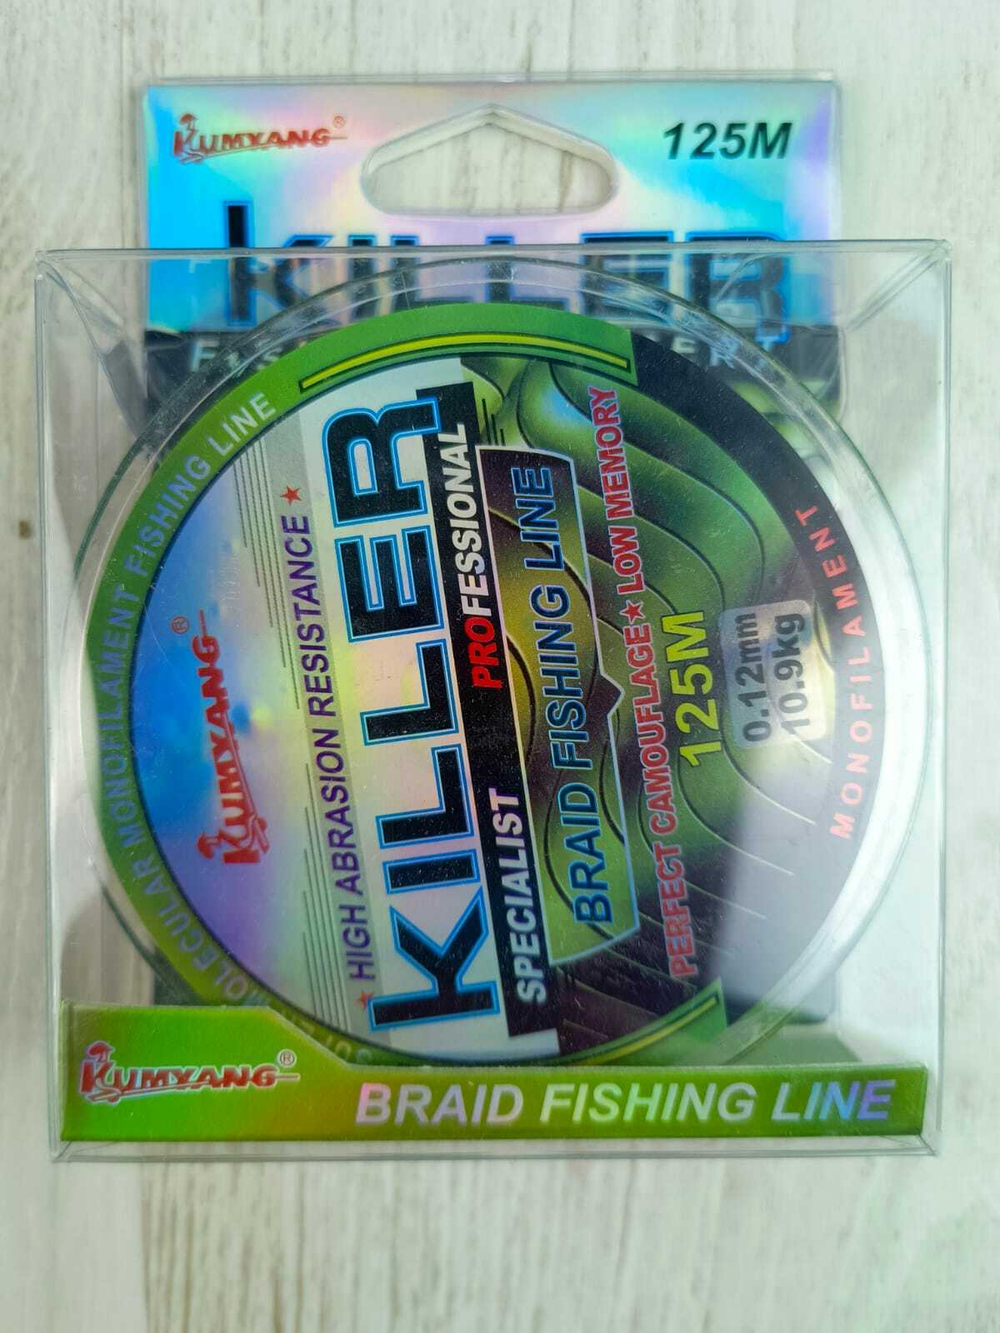 KUMYANG®
125M
KILLER
KUMYANG®
★ HIGH ABRASION RESISTANCE ★
KILLER
SPECIALIST PROFESSIONAL
BRAID FISHING LINE
PERFECT CAMOUFLAGE★LOW MEMORY
125M
0.12mm
10.9kg
MONOFILAMENT
MOLECULAR MONOFILAMENT FISHING LINE
KUMYANG®
BRAID FISHING LINE